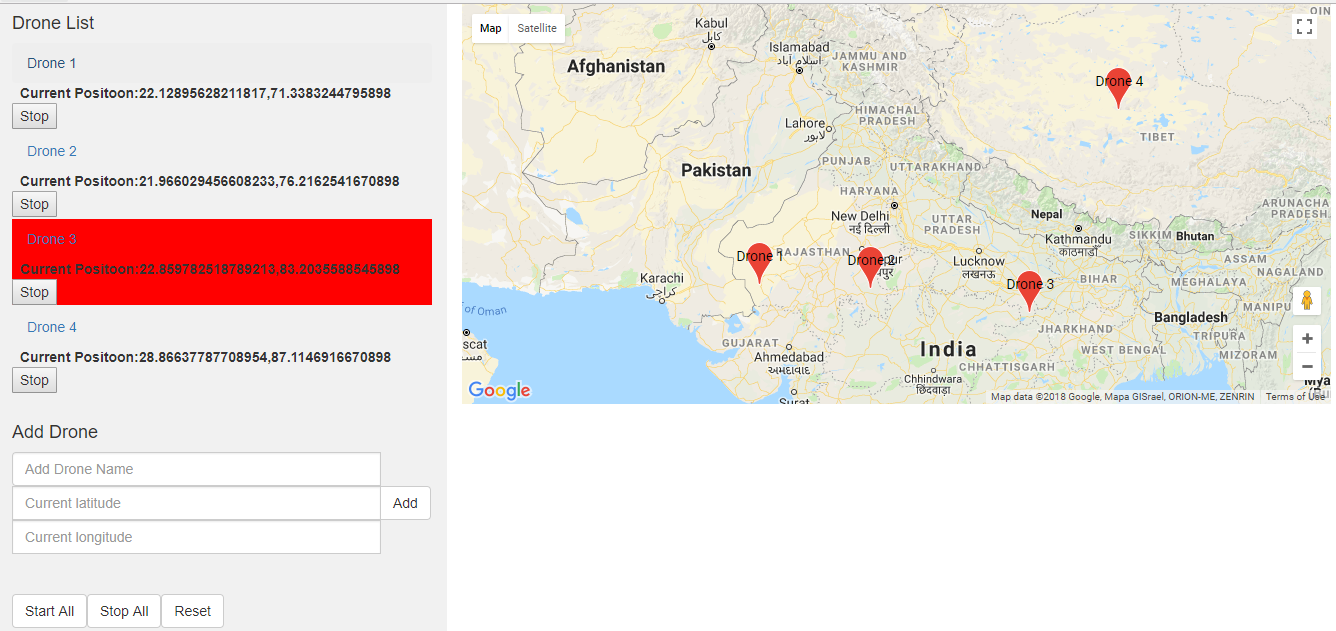 Drone List
Drone 1
Current Positoon:22.12895628211817,71.3383244795898
Stop
Drone 2
Current Positoon:21.966029456608233,76.2162541670898
Stop
Drone 3
Current Positoon:22.859782518789213,83.2035588545898
Stop
Drone 4
Current Positoon:28.86637787708954,87.1146916670898
Stop
Add Drone
Add Drone Name
Current latitude
Add
Current longitude
Start All
Stop All
Reset
Map
Satellite
Kabul
کابل
Islamabad
اسلام آباد
JAMMU AND
KASHMIR
Afghanistan
Drone 4
HIMACHAL
PRADESH
Lahore
لاہور
TIBET
PUNJAB
UTTARAKHAND
Pakistan
HARYANA
New Delhi
नई दिल्ली
UTTAR
PRADESH
Nepal
Kathmandu
काठमाडौं
SIKKIM
Bhutan
ARUNACHA
PRADESH
ASSAM
NAGALAND
Drone 1
RAJASTHAN
Drone 2
Lucknow
लखनऊ
BIHAR
MEGHALAYA
Karachi
کراچی
Drone 3
MANIPU
of Oman
Bangladesh
JHARKHAND
TRIPURA
scat
GUJARAT
Ahmedabad
અમદાવાદ
India
WEST BENGAL
MIZORAM
CHHATTISGARH
Chhindwara
छिंदवाड़ा
Surat
Google
Map data ©2018 Google, Mapa GISrael, ORION-ME, ZENRIN
Terms of Use